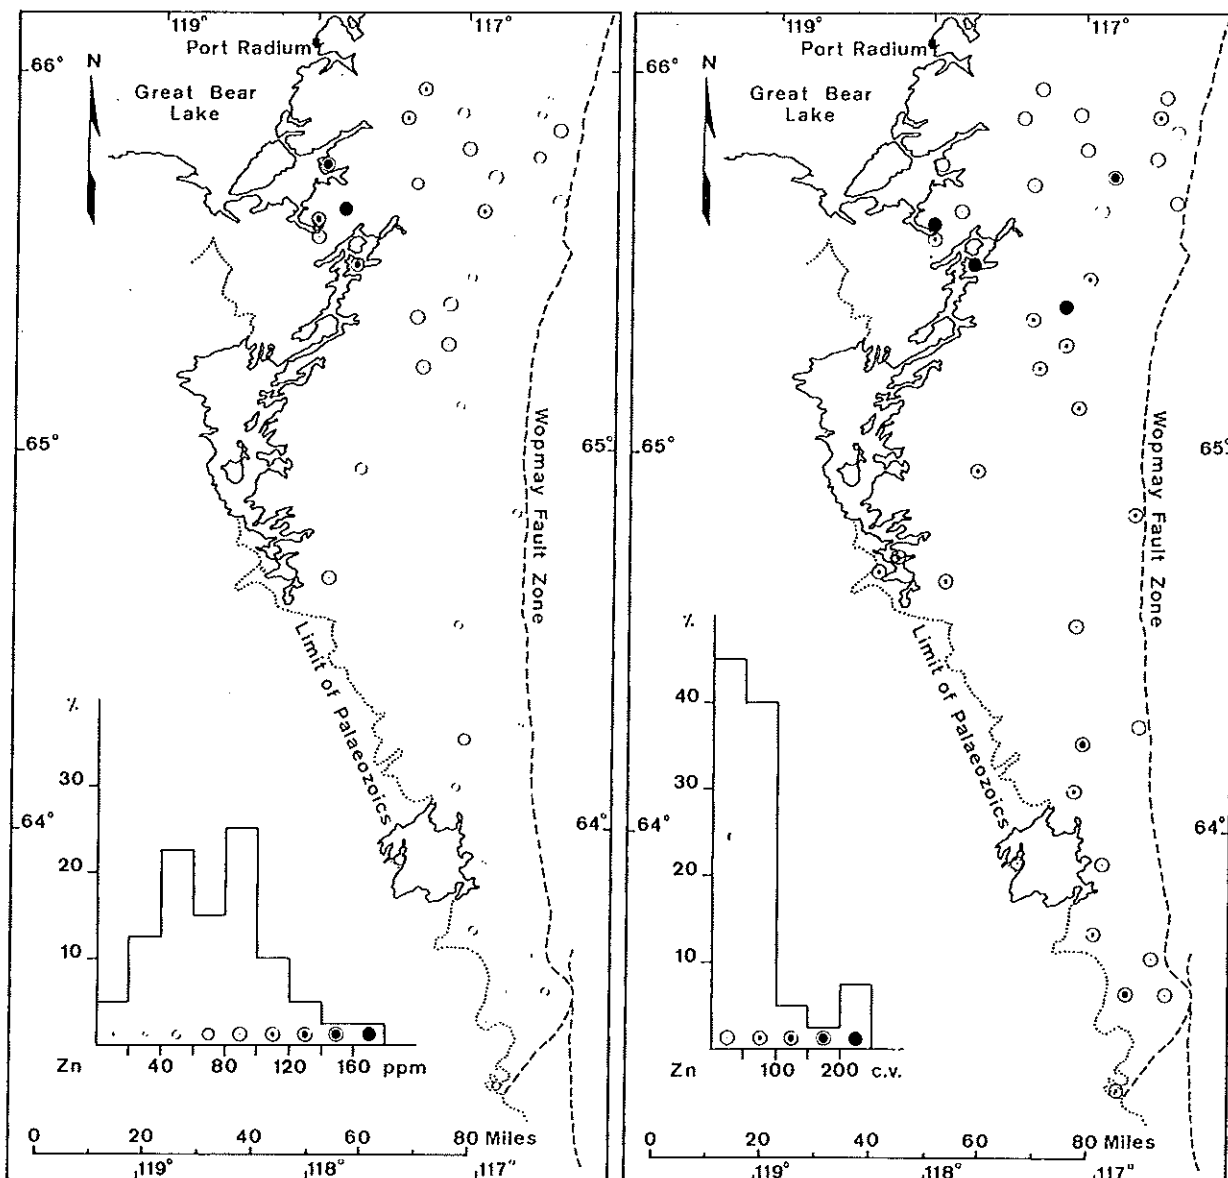 119° 117
Port Radium
66°
N
Great Bear
Lake
65° 65°
Wopmay Fault Zone
Limit of Palaeozoics
%
30
64° 64°
20
10
Zn 40 80 120 160 ppm
0 20 40 60 80 Miles
119° 118° 117°
119° 117
Port Radium
66°
N
Great Bear
Lake
65° 65°
Wopmay Fault Zone
Limit of Palaeozoics
%
40
30
64° 64°
20
10
Zn 100 200 c.v.
0 20 40 60 80 Miles
119° 118° 117°